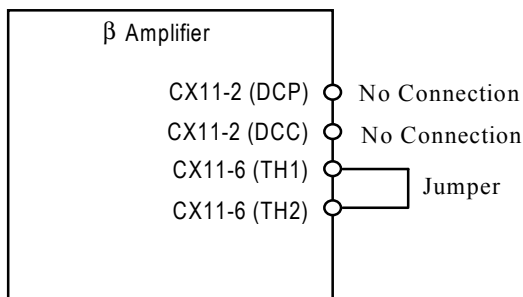 β Amplifier
CX11-2 (DCP) No Connection
CX11-2 (DCC) No Connection
CX11-6 (TH1)
Jumper
CX11-6 (TH2)